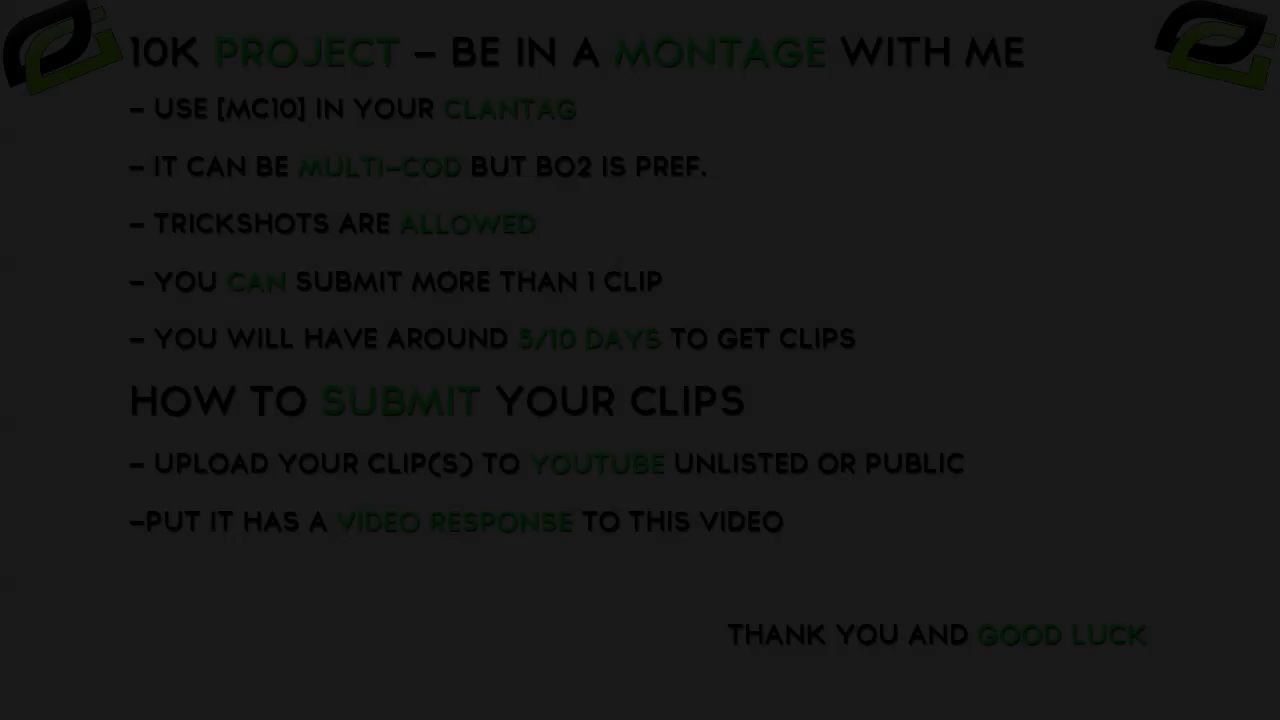 10K PROJECT – BE IN A MONTAGE WITH ME
– USE [MC10] IN YOUR CLANTAG
– IT CAN BE MULTI-COD BUT BO2 IS PREF.
– TRICKSHOTS ARE ALLOWED
– YOU CAN SUBMIT MORE THAN 1 CLIP
– YOU WILL HAVE AROUND 5/10 DAYS TO GET CLIPS
HOW TO SUBMIT YOUR CLIPS
– UPLOAD YOUR CLIP(S) TO YOUTUBE UNLISTED OR PUBLIC
–PUT IT HAS A VIDEO RESPONSE TO THIS VIDEO
THANK YOU AND GOOD LUCK